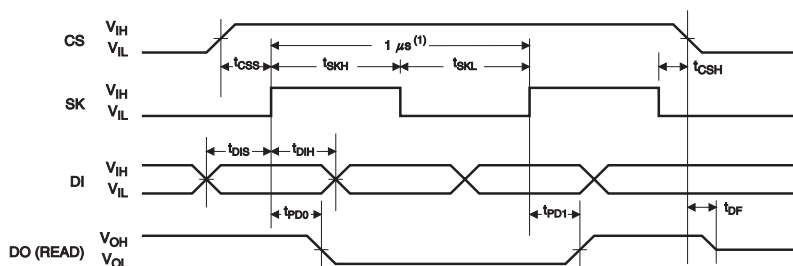 CS
VIH
VIL
1 μs(1)
tCSS
tSKH
tSKL
tCSH
SK
VIH
VIL
tDIS
tDIH
DI
VIH
VIL
tPD0
tPD1
tDF
DO (READ)
VOH
VOL